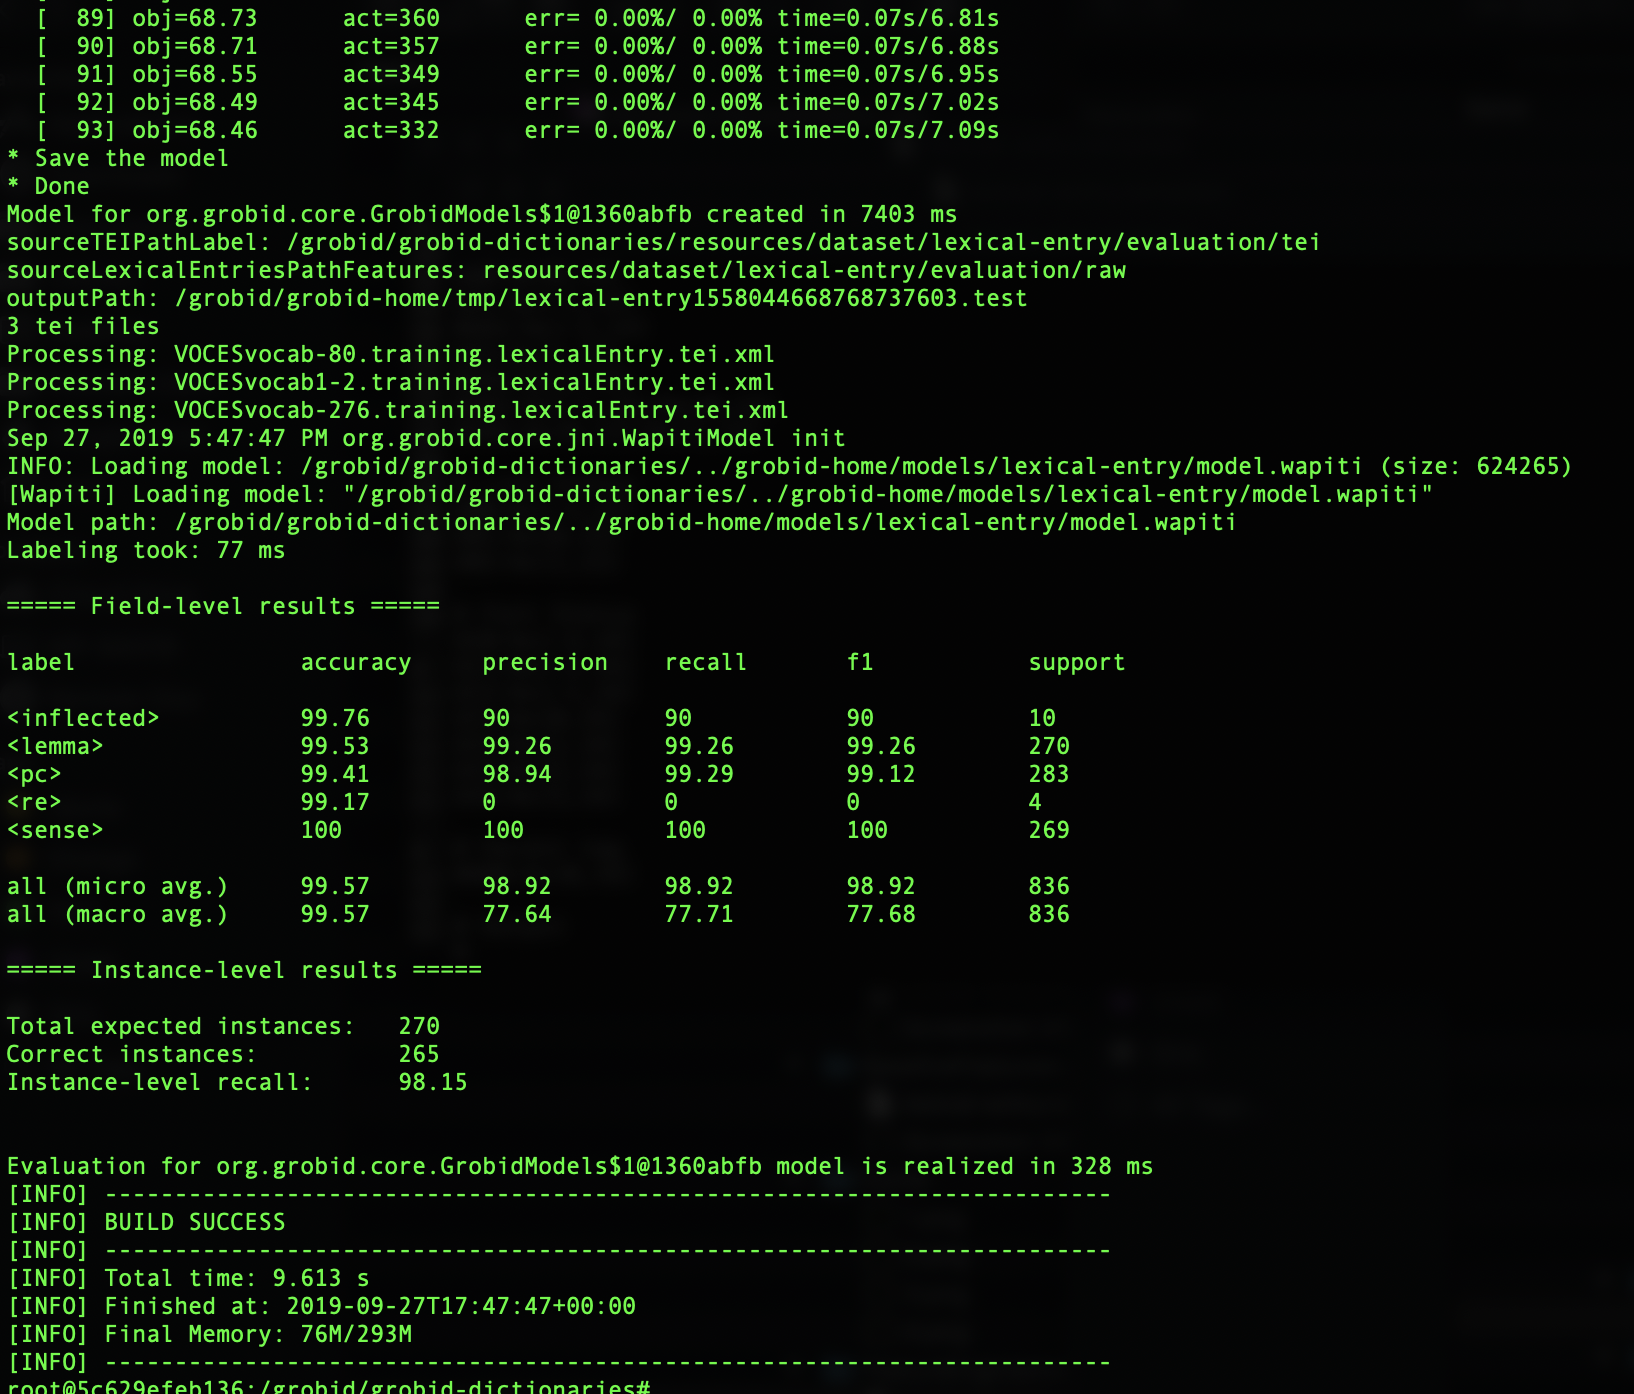 [  89] obj=68.73      act=360      err= 0.00%/ 0.00% time=0.07s/6.81s
[  90] obj=68.71      act=357      err= 0.00%/ 0.00% time=0.07s/6.88s
[  91] obj=68.55      act=349      err= 0.00%/ 0.00% time=0.07s/6.95s
[  92] obj=68.49      act=345      err= 0.00%/ 0.00% time=0.07s/7.02s
[  93] obj=68.46      act=332      err= 0.00%/ 0.00% time=0.07s/7.09s
* Save the model
* Done
Model for org.grobid.core.GrobidModels$1@1360abfb created in 7403 ms
sourceTEIPathLabel: /grobid/grobid-dictionaries/resources/dataset/lexical-entry/evaluation/tei
sourceLexicalEntriesPathFeatures: resources/dataset/lexical-entry/evaluation/raw
outputPath: /grobid/grobid-home/tmp/lexical-entry1558044668768737603.test
3 tei files
Processing: VOCESvocab-80.training.lexicalEntry.tei.xml
Processing: VOCESvocab1-2.training.lexicalEntry.tei.xml
Processing: VOCESvocab-276.training.lexicalEntry.tei.xml
Sep 27, 2019 5:47:47 PM org.grobid.core.jni.WapitiModel init
INFO: Loading model: /grobid/grobid-dictionaries/../grobid-home/models/lexical-entry/model.wapiti (size: 624265)
[Wapiti] Loading model: "/grobid/grobid-dictionaries/../grobid-home/models/lexical-entry/model.wapiti"
Model path: /grobid/grobid-dictionaries/../grobid-home/models/lexical-entry/model.wapiti
Labeling took: 77 ms
===== Field-level results =====
label                accuracy     precision    recall       f1           support
<inflected>          99.76        90           90           90           10
<lemma>              99.53        99.26        99.26        99.26        270
<pc>                 99.41        98.94        99.29        99.12        283
<re>                 99.17        0            0            0            4
<sense>              100          100          100          100          269
all (micro avg.)     99.57        98.92        98.92        98.92        836
all (macro avg.)     99.57        77.64        77.71        77.68        836
===== Instance-level results =====
Total expected instances:   270
Correct instances:          265
Instance-level recall:      98.15
Evaluation for org.grobid.core.GrobidModels$1@1360abfb model is realized in 328 ms
[INFO] ------------------------------------------------------------------------
[INFO] BUILD SUCCESS
[INFO] ------------------------------------------------------------------------
[INFO] Total time: 9.613 s
[INFO] Finished at: 2019-09-27T17:47:47+00:00
[INFO] Final Memory: 76M/293M
[INFO] ------------------------------------------------------------------------
root@5c629efeb136:/grobid/grobid-dictionaries#